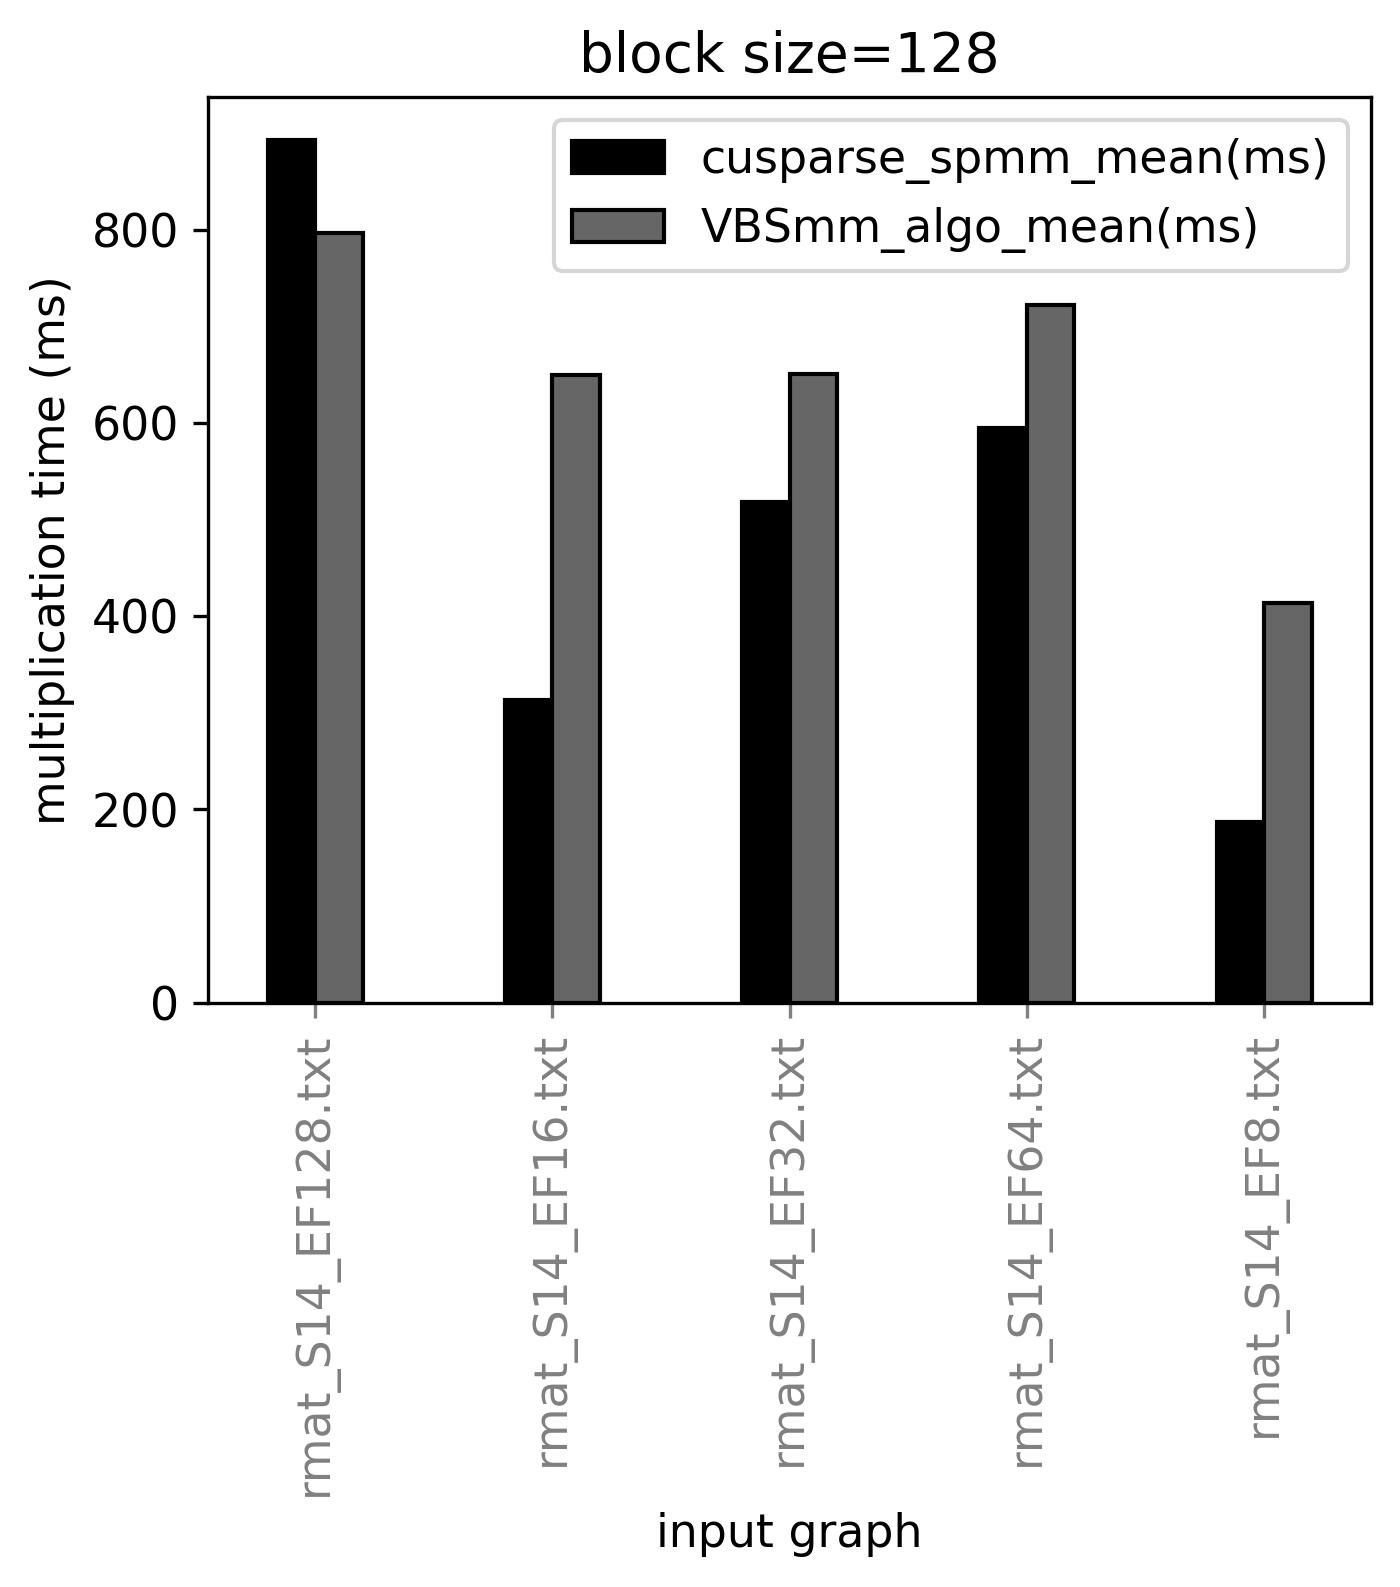 block size=128
cusparse_spmm_mean(ms)
VBSmm_algo_mean(ms)
multiplication time (ms)
800
600
400
200
0
rmat_S14_EF128.txt
rmat_S14_EF16.txt
rmat_S14_EF32.txt
rmat_S14_EF64.txt
rmat_S14_EF8.txt
input graph